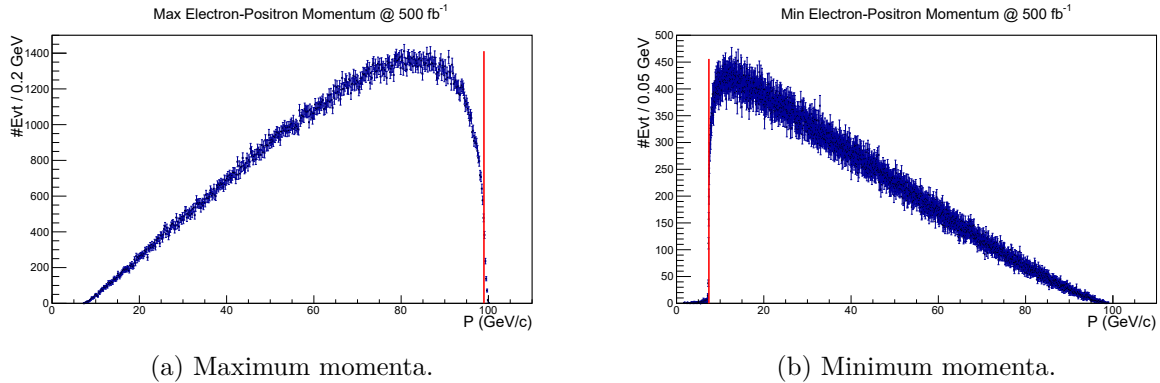 Max Electron-Positron Momentum @ 500 fb⁻¹
#Evt / 0.2 GeV
1400
1200
1000
800
600
400
200
0
0 20 40 60 80 100
P (GeV/c)
(a) Maximum momenta.
Min Electron-Positron Momentum @ 500 fb⁻¹
#Evt / 0.05 GeV
500
450
400
350
300
250
200
150
100
50
0
0 20 40 60 80 100
P (GeV/c)
(b) Minimum momenta.